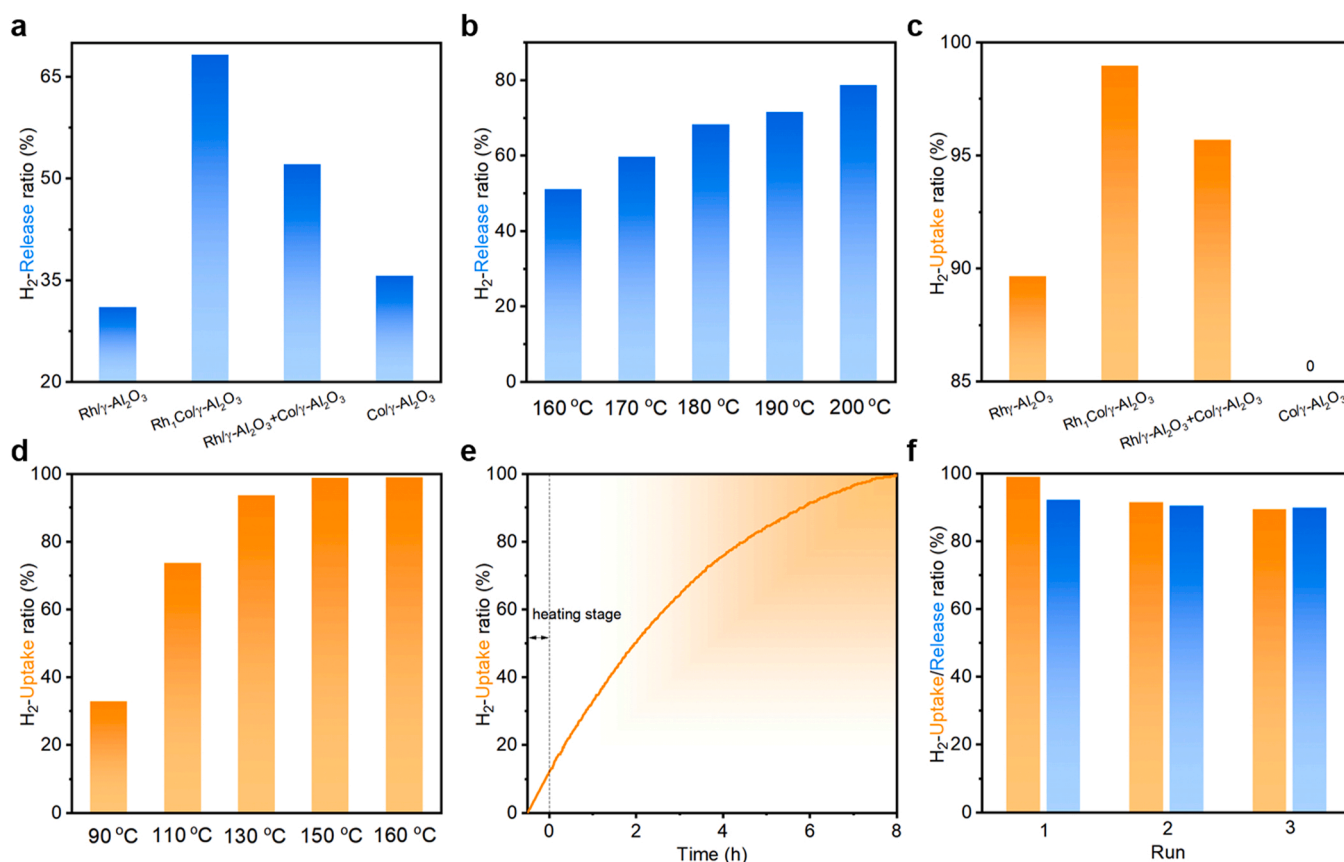 a
H₂-Release ratio (%)
65
50
35
20
Rh/γ-Al₂O₃
Rh₁Co/γ-Al₂O₃
Rh/γ-Al₂O₃+Co/γ-Al₂O₃
Co/γ-Al₂O₃
b
H₂-Release ratio (%)
80
60
40
20
0
160 °C
170 °C
180 °C
190 °C
200 °C
c
H₂-Uptake ratio (%)
100
95
90
85
0
Rhγ-Al₂O₃
Rh₁Co/γ-Al₂O₃
Rh/γ-Al₂O₃+Co/γ-Al₂O₃
Co/γ-Al₂O₃
d
H₂-Uptake ratio (%)
100
80
60
40
20
0
90 °C
110 °C
130 °C
150 °C
160 °C
e
H₂-Uptake ratio (%)
100
80
60
40
20
0
heating stage
0
2
4
6
8
Time (h)
f
H₂-Uptake/Release ratio (%)
100
80
60
40
20
0
1
2
3
Run